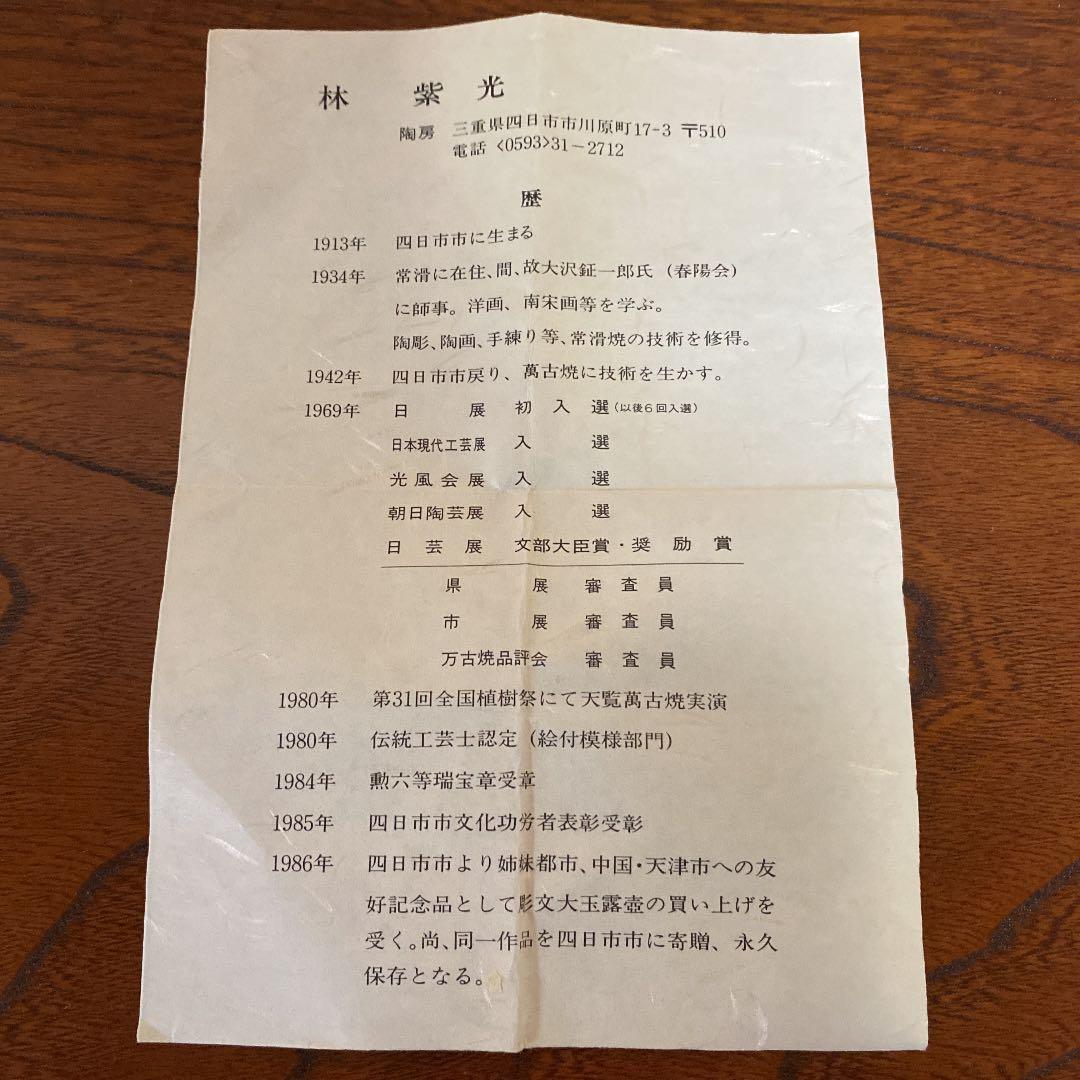 林 紫光
陶房 三重県四日市市川原町17-3 〒510
電話 <0593>31-2712
歴
1913年 四日市市に生まる
1934年 常滑に在住、間、故大沢鉦一郎氏（春陽会）
に師事。洋画、南宋画等を学ぶ。
陶彫、陶画、手練り等、常滑焼の技術を修得。
1942年 四日市市戻り、萬古焼に技術を生かす。
1969年 日展 初入選（以後6回入選）
日本現代工芸展 入選
光風会展 入選
朝日陶芸展 入選
日芸展 文部大臣賞・奨励賞
県展 審査員
市展 審査員
万古焼品評会 審査員
1980年 第31回全国植樹祭にて天覧萬古焼実演
1980年 伝統工芸士認定（絵付模様部門）
1984年 勲六等瑞宝章受章
1985年 四日市市文化功労者表彰受彰
1986年 四日市市より姉妹都市、中国・天津市への友
好記念品として彫文大玉露壺の買い上げを
受く。尚、同一作品を四日市市に寄贈、永久
保存となる。